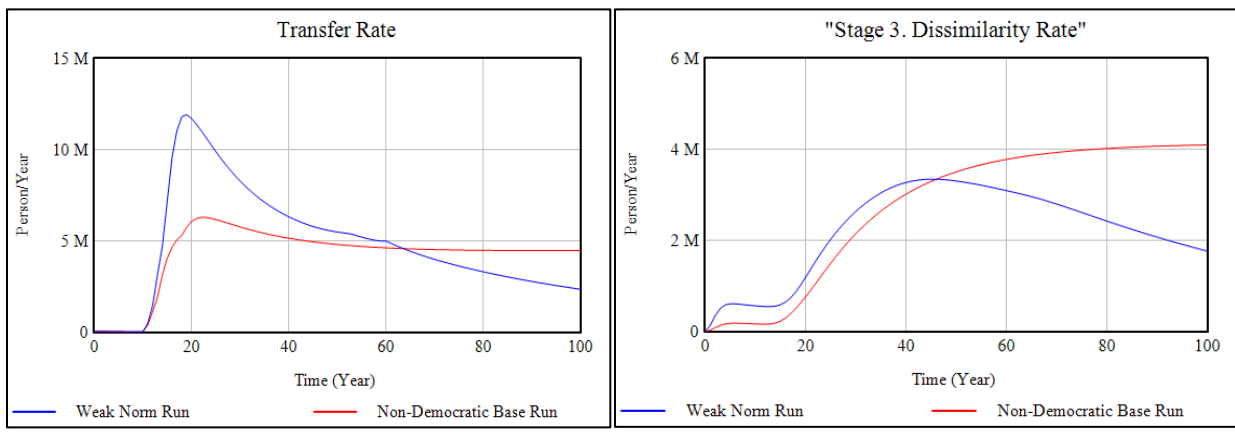 Transfer Rate
15 M
10 M
5 M
0
Person/Year
0 20 40 60 80 100
Time (Year)
Weak Norm Run Non-Democratic Base Run
"Stage 3. Dissimilarity Rate"
6 M
4 M
2 M
0
Person/Year
0 20 40 60 80 100
Time (Year)
Weak Norm Run Non-Democratic Base Run